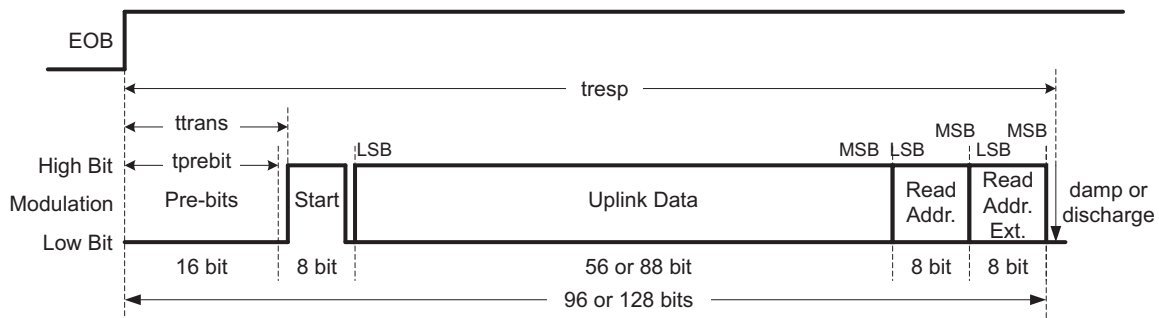 EOB
tresp
ttrans
MSB
MSB
High Bit
tprebit
LSB
MSB
LSB
LSB
Modulation
Pre-bits
Start
Uplink Data
Read
Addr.
Read
Addr.
Ext.
damp or
discharge
Low Bit
16 bit
8 bit
56 or 88 bit
8 bit
8 bit
96 or 128 bits